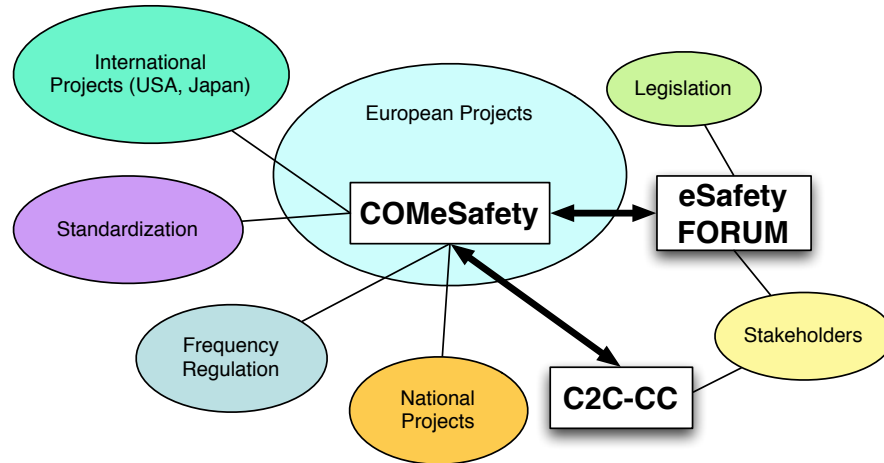 International
Projects (USA, Japan)
European Projects
Legislation
COMeSafety
eSafety
FORUM
Standardization
Frequency
Regulation
Stakeholders
National
Projects
C2C-CC